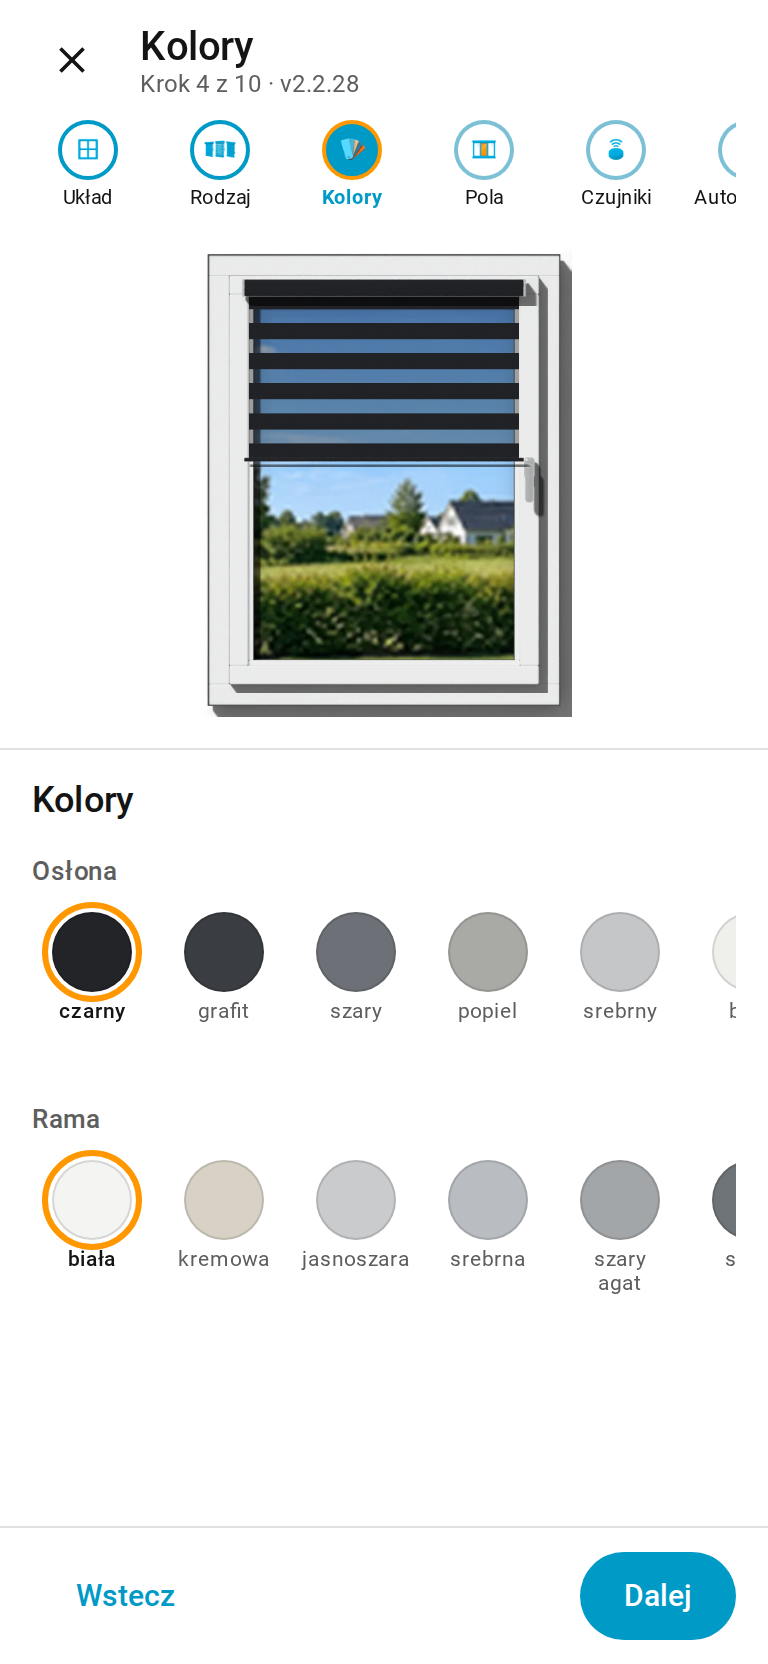 Kolory
Krok 4 z 10 · v2.2.28
Układ
Rodzaj
Kolory
Pola
Czujniki
Auto
Kolory
Osłona
czarny
grafit
szary
popiel
srebrny
Rama
biała
kremowa
jasnoszara
srebrna
szary
agat
s
Wstecz
Dalej